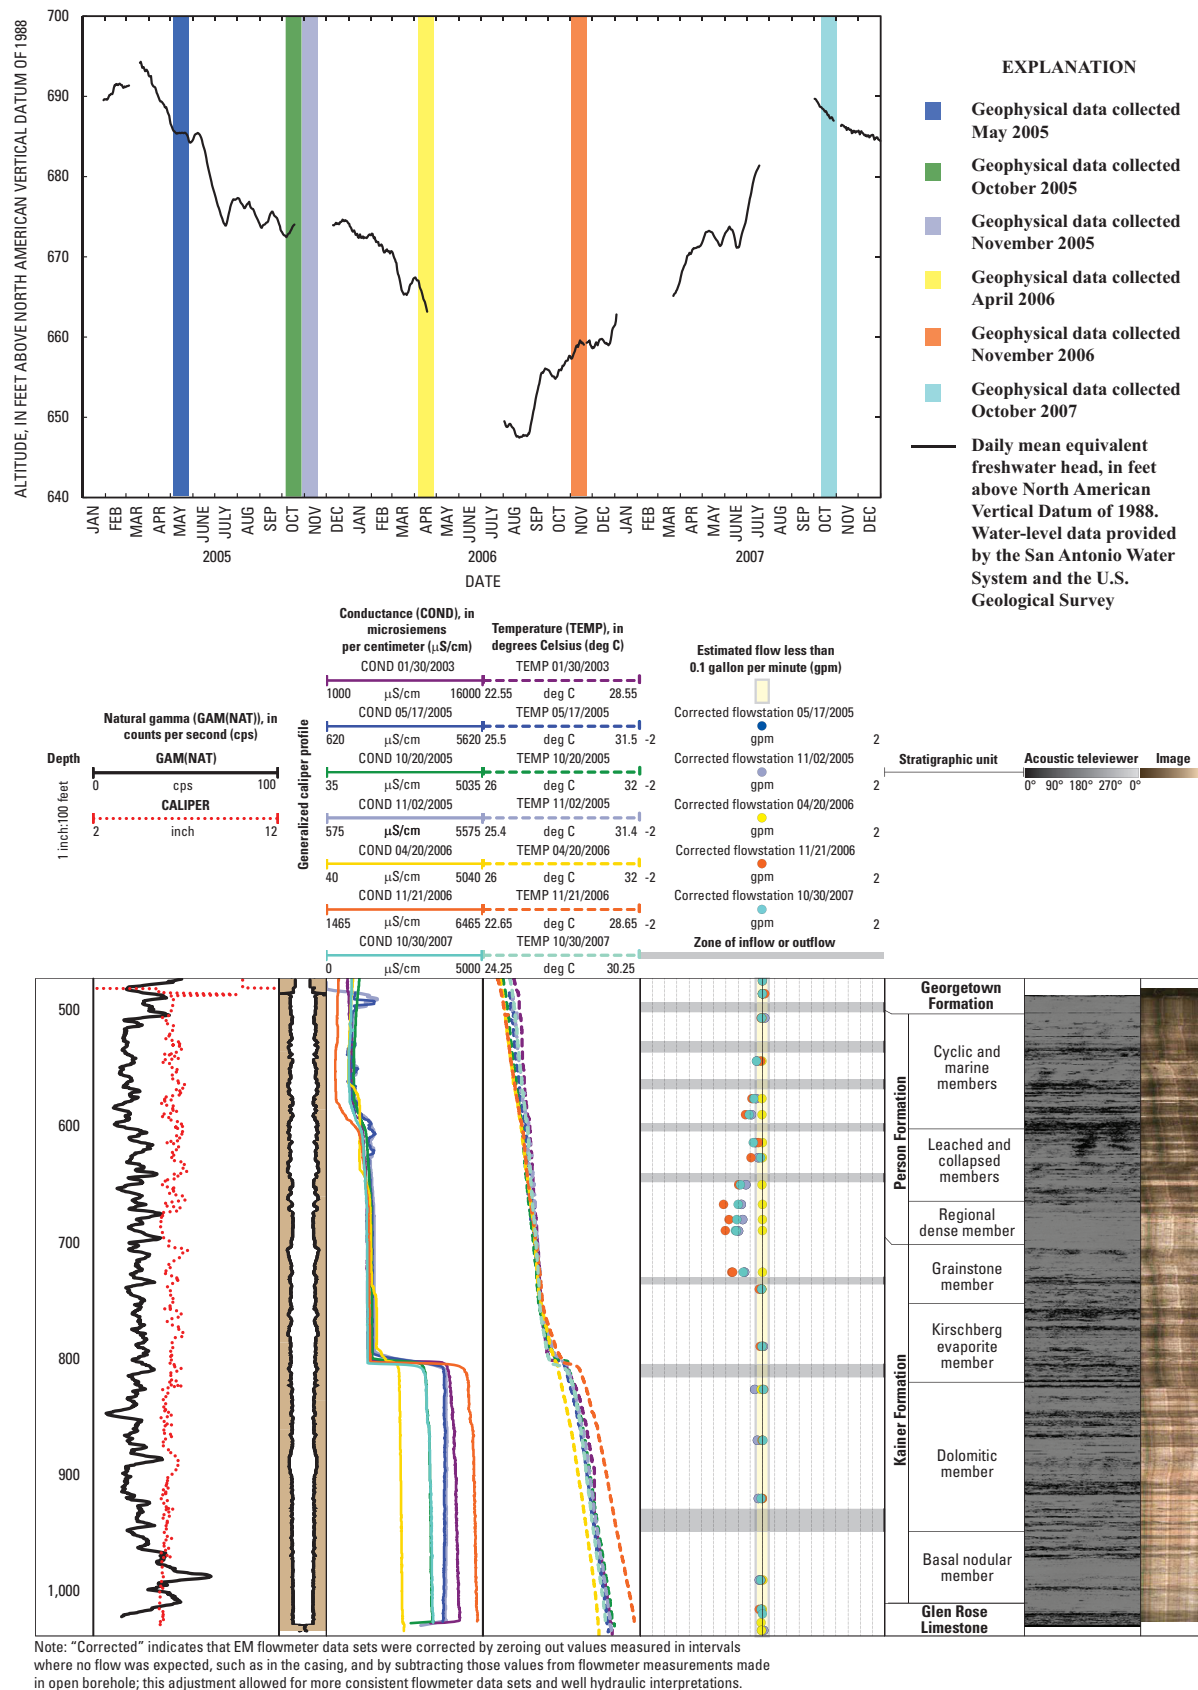 ALTITUDE, IN FEET ABOVE NORTH AMERICAN VERTICAL DATUM OF 1988
700
690
680
670
660
650
640
JAN FEB MAR APR MAY JUNE JULY AUG SEP OCT NOV DEC JAN FEB MAR APR MAY JUNE JULY AUG SEP OCT NOV DEC JAN FEB MAR APR MAY JUNE JULY AUG SEP OCT NOV DEC
2005 2006 2007
DATE
EXPLANATION
Geophysical data collected
May 2005
Geophysical data collected
October 2005
Geophysical data collected
November 2005
Geophysical data collected
April 2006
Geophysical data collected
November 2006
Geophysical data collected
October 2007
Daily mean equivalent
freshwater head, in feet
above North American
Vertical Datum of 1988.
Water-level data provided
by the San Antonio Water
System and the U.S.
Geological Survey
Depth
1 inch:100 feet
Natural gamma (GAM(NAT)), in
counts per second (cps)
GAM(NAT)
0 cps 100
CALIPER
2 inch 12
Generalized caliper profile
Conductance (COND), in
microsiemens
per centimeter (µS/cm)
COND 01/30/2003
1000 µS/cm 16000
COND 05/17/2005
620 µS/cm 5620
COND 10/20/2005
35 µS/cm 5035
COND 11/02/2005
575 µS/cm 5575
COND 04/20/2006
40 µS/cm 5040
COND 11/21/2006
1465 µS/cm 6465
COND 10/30/2007
0 µS/cm 5000
Temperature (TEMP), in
degrees Celsius (deg C)
TEMP 01/30/2003
22.55 deg C 28.55
TEMP 05/17/2005
25.5 deg C 31.5
TEMP 10/20/2005
26 deg C 32
TEMP 11/02/2005
25.4 deg C 31.4
TEMP 04/20/2006
26 deg C 32
TEMP 11/21/2006
22.65 deg C 28.65
TEMP 10/30/2007
24.25 deg C 30.25
Estimated flow less than
0.1 gallon per minute (gpm)
Corrected flowstation 05/17/2005
-2 gpm 2
Corrected flowstation 11/02/2005
-2 gpm 2
Corrected flowstation 04/20/2006
-2 gpm 2
Corrected flowstation 11/21/2006
-2 gpm 2
Corrected flowstation 10/30/2007
-2 gpm 2
Zone of inflow or outflow
Stratigraphic unit
Acoustic televiewer
0° 90° 180° 270° 0°
Image
500
600
700
800
900
1,000
Georgetown
Formation
Person Formation
Cyclic and
marine
members
Leached and
collapsed
members
Regional
dense member
Kainer Formation
Grainstone
member
Kirschberg
evaporite
member
Dolomitic
member
Basal nodular
member
Glen Rose
Limestone
Note: “Corrected” indicates that EM flowmeter data sets were corrected by zeroing out values measured in intervals
where no flow was expected, such as in the casing, and by subtracting those values from flowmeter measurements made
in open borehole; this adjustment allowed for more consistent flowmeter data sets and well hydraulic interpretations.